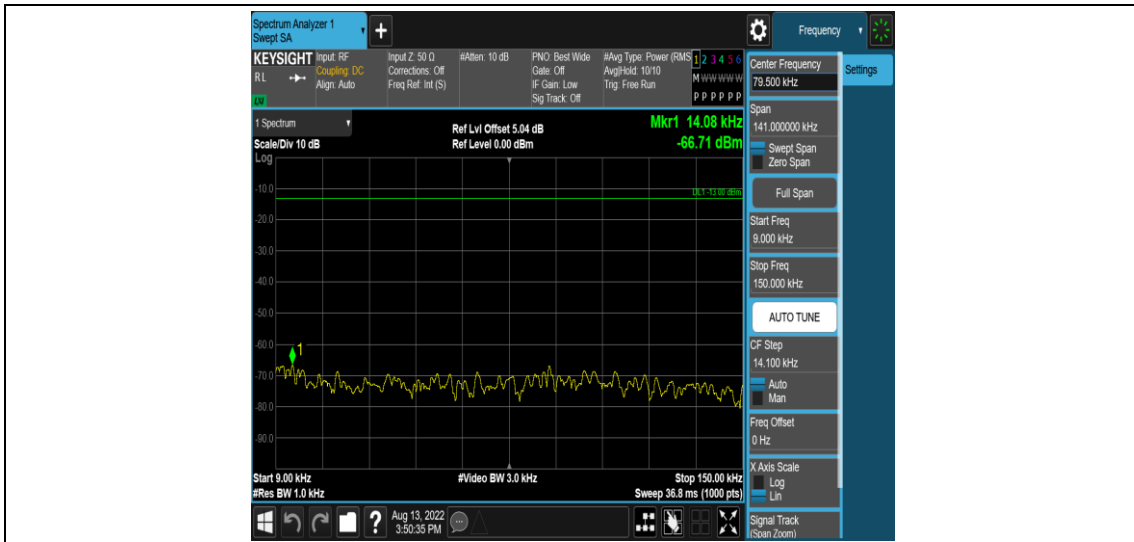 Spectrum Analyzer 1
Swept SA
Frequency
KEYSIGHT
RL
LXI
Input: RF
Coupling: DC
Align: Auto
Input Z: 50 Ω
Corrections: Off
Freq Ref: Int (S)
#Atten: 10 dB
PNO: Best Wide
Gate: Off
IF Gain: Low
Sig Track: Off
#Avg Type: Power (RMS
Avg|Hold: 10/10
Trig: Free Run
1 2 3 4 5 6
M W W W W W
P P P P P P
1 Spectrum
Scale/Div 10 dB
Ref Lvl Offset 5.04 dB
Ref Level 0.00 dBm
Mkr1 14.08 kHz
-66.71 dBm
Log
DL1 -13.00 dBm
-10.0
-20.0
-30.0
-40.0
-50.0
-60.0
-70.0
-80.0
-90.0
1
Start 9.00 kHz
#Res BW 1.0 kHz
#Video BW 3.0 kHz
Stop 150.00 kHz
Sweep 36.8 ms (1000 pts)
Center Frequency
79.500 kHz
Settings
Span
141.000000 kHz
Swept Span
Zero Span
Full Span
Start Freq
9.000 kHz
Stop Freq
150.000 kHz
AUTO TUNE
CF Step
14.100 kHz
Auto
Man
Freq Offset
0 Hz
X Axis Scale
Log
Lin
Signal Track
(Span Zoom)
?
Aug 13, 2022
3:50:35 PM